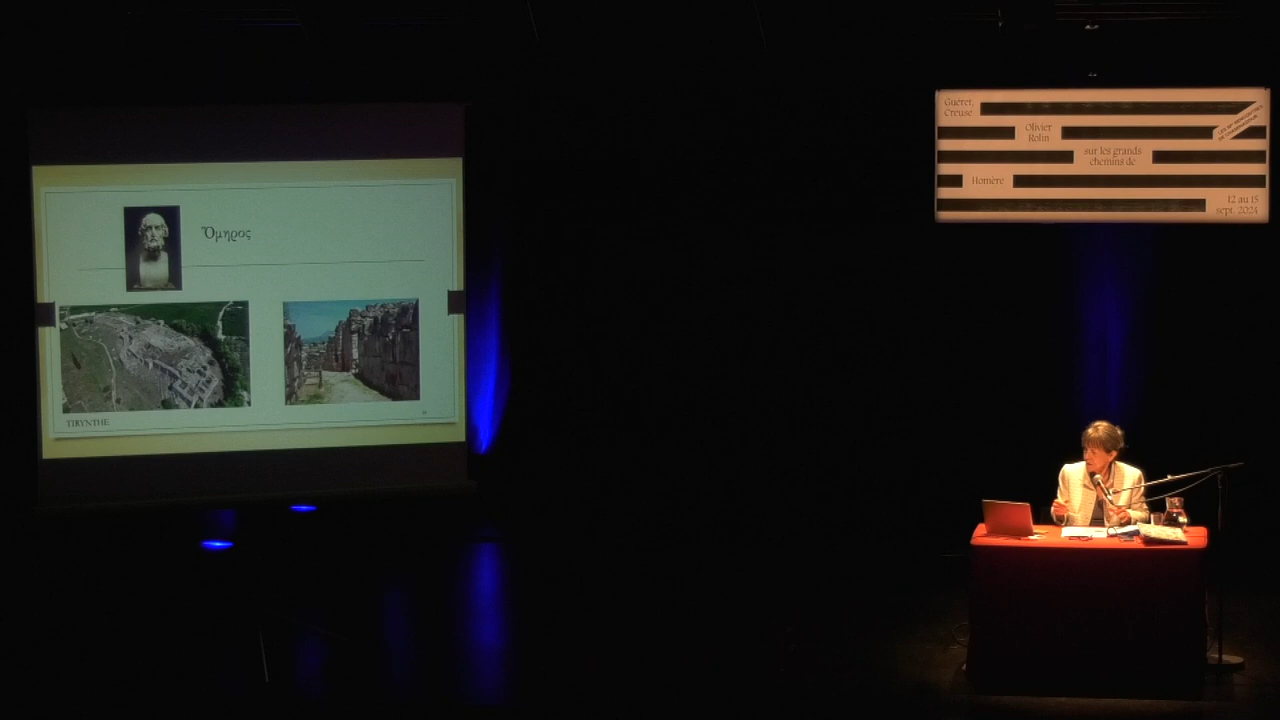 Ὅμηρος
TIRYNTHE
Guéret,
Creuse
Olivier
Rolin
sur les grands
chemins de
Homère
12 au 15
sept. 2024